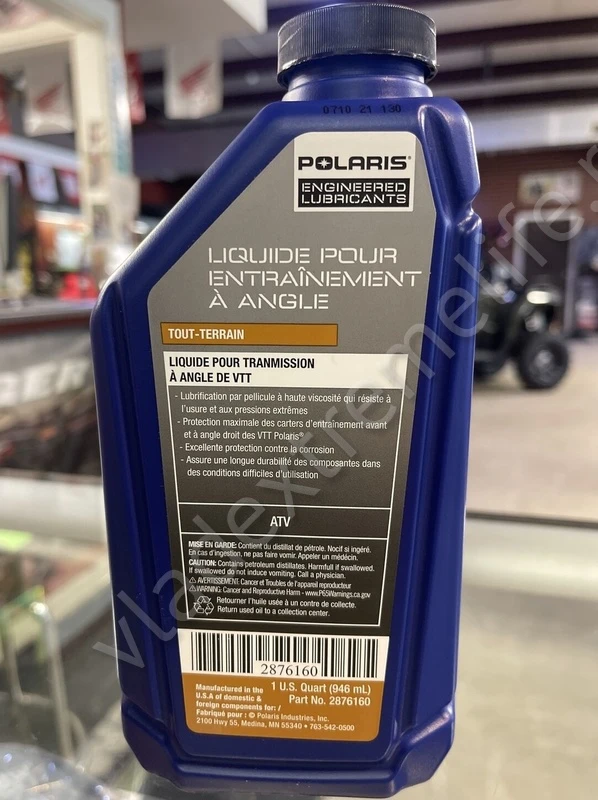 0710 21 130
POLARIS®
ENGINEERED
LUBRICANTS
LIQUIDE POUR
ENTRAÎNEMENT
À ANGLE
TOUT-TERRAIN
LIQUIDE POUR TRANMISSION
À ANGLE DE VTT
- Lubrification par pellicule à haute viscosité qui résiste à
l'usure et aux pressions extrêmes
- Protection maximale des carters d'entraînement avant
et à angle droit des VTT Polaris®
- Excellente protection contre la corrosion
- Assure une longue durabilité des composantes dans
des conditions difficiles d'utilisation
ATV
MISE EN GARDE: Contient du distillat de pétrole. Nocif si ingéré.
En cas d'ingestion, ne pas faire vomir. Appeler un médecin.
CAUTION: Contains petroleum distillates. Harmful if swallowed.
If swallowed do not induce vomiting. Call a physician.
⚠AVERTISSEMENT: Cancer et Troubles de l'appareil reproducteur
⚠WARNING: Cancer and Reproductive Harm - www.P65Warnings.ca.gov
Retourner l'huile usée à un contre de collecte.
Return used oil to a collection center.
2876160
1 U.S. Quart (946 mL)
Part No. 2876160
Manufactured in the
U.S.A of domestic &
foreign components for: /
Fabriqué pour : © Polaris Industries, Inc.
2100 Hwy 55, Medina, MN 55340 • 763-542-0500
vladextremelife.